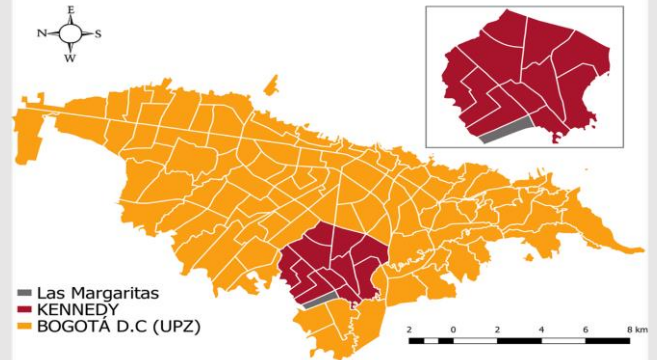 E
N S
W
Las Margaritas
KENNEDY
BOGOTÁ D.C (UPZ)
2 0 2 4 6 8 km